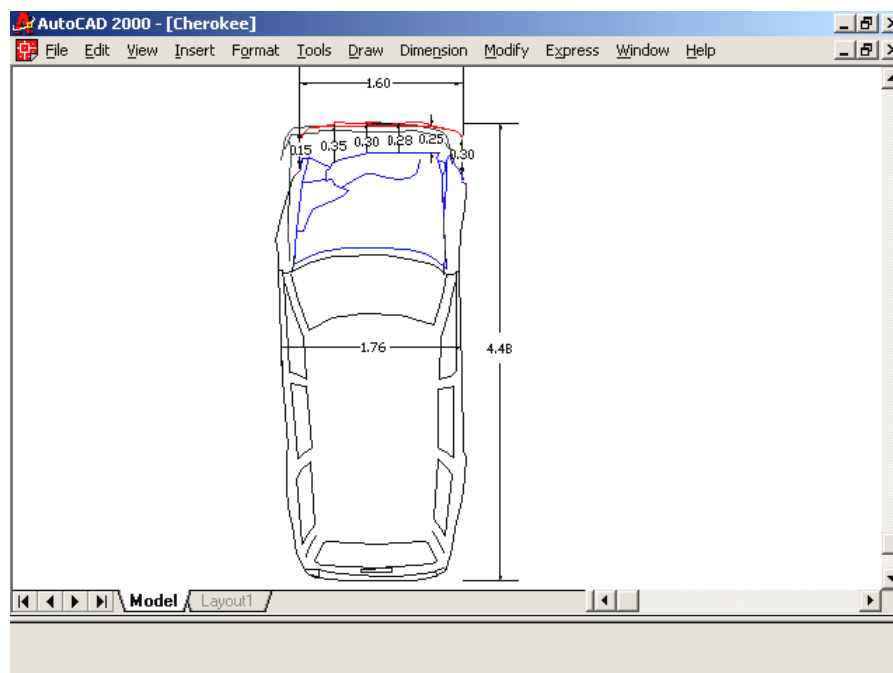 AutoCAD 2000 - [Cherokee]
File Edit View Insert Format Tools Draw Dimension Modify Express Window Help
1.60
0.15 0.35 0.30 0.28 0.25 0.30
1.76 4.48
Model Layout1